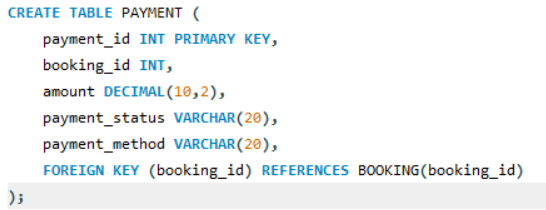 CREATE TABLE PAYMENT (
    payment_id INT PRIMARY KEY,
    booking_id INT,
    amount DECIMAL(10,2),
    payment_status VARCHAR(20),
    payment_method VARCHAR(20),
    FOREIGN KEY (booking_id) REFERENCES BOOKING(booking_id)
);